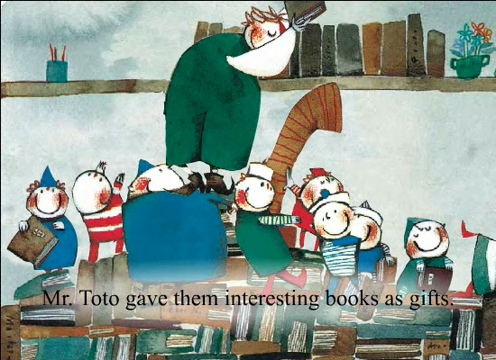 Mr. Toto gave them interesting books as gifts.